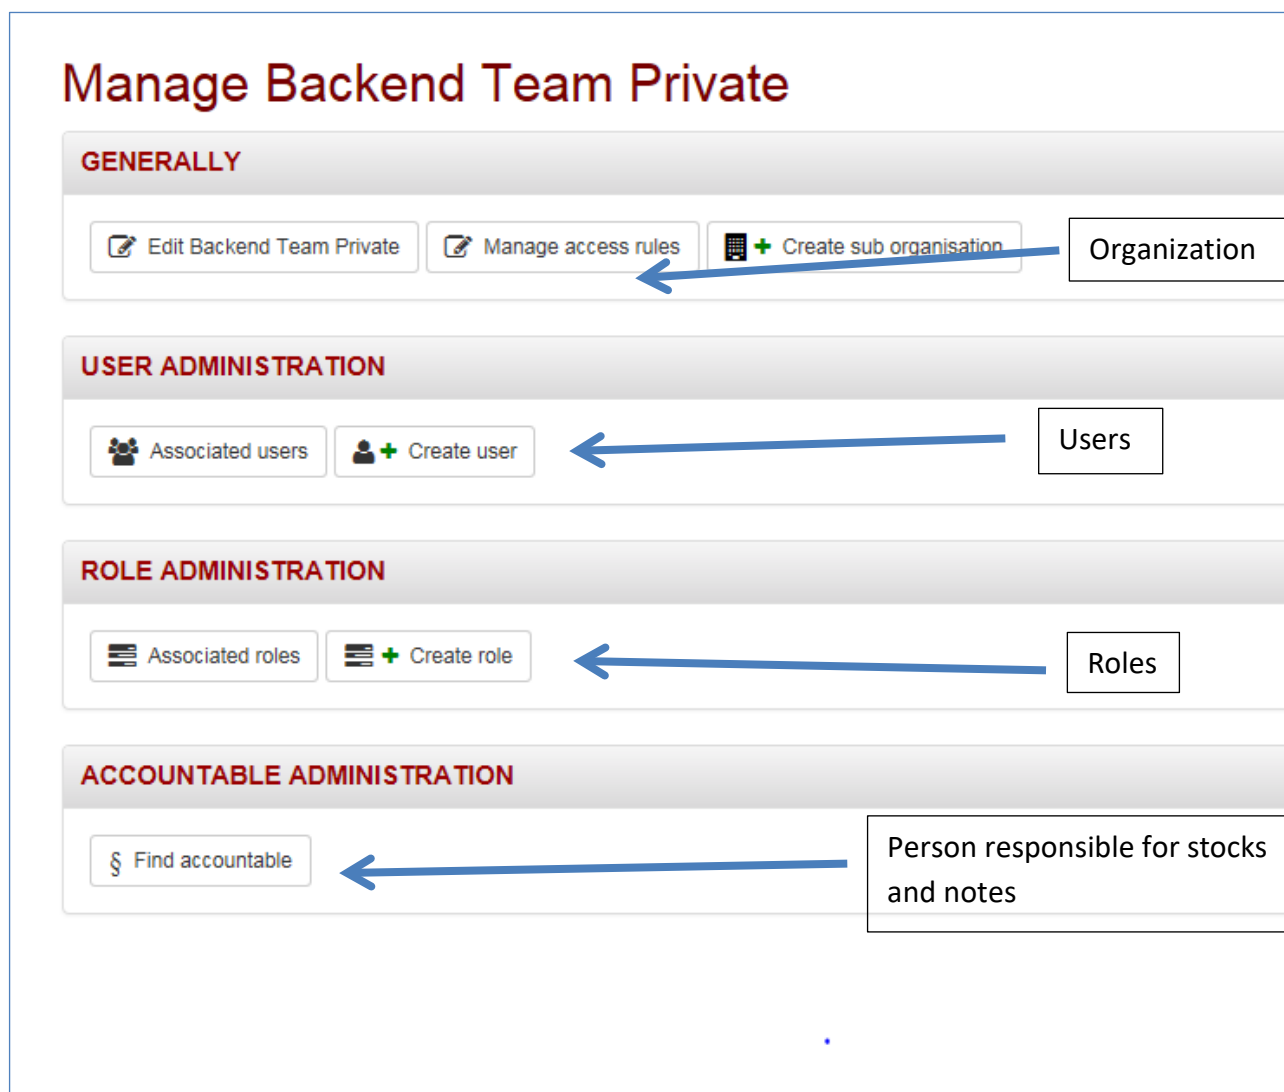 Manage Backend Team Private
GENERALLY
Edit Backend Team Private Manage access rules Create sub organisation Organization
USER ADMINISTRATION
Associated users Create user Users
ROLE ADMINISTRATION
Associated roles Create role Roles
ACCOUNTABLE ADMINISTRATION
§ Find accountable Person responsible for stocks
and notes